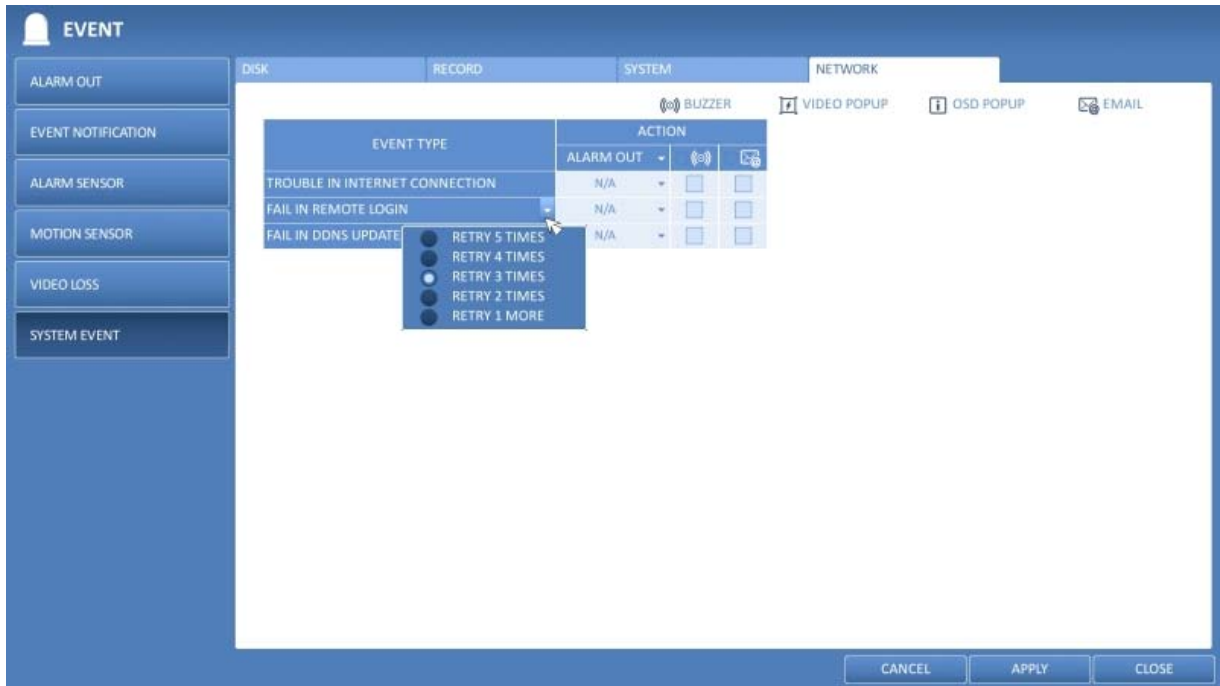 EVENT
ALARM OUT
EVENT NOTIFICATION
ALARM SENSOR
MOTION SENSOR
VIDEO LOSS
SYSTEM EVENT
DISK RECORD SYSTEM NETWORK
BUZZER VIDEO POPUP OSD POPUP EMAIL
EVENT TYPE ACTION
ALARM OUT
TROUBLE IN INTERNET CONNECTION N/A
FAIL IN REMOTE LOGIN N/A
FAIL IN DDNS UPDATE N/A
RETRY 5 TIMES
RETRY 4 TIMES
RETRY 3 TIMES
RETRY 2 TIMES
RETRY 1 MORE
CANCEL APPLY CLOSE